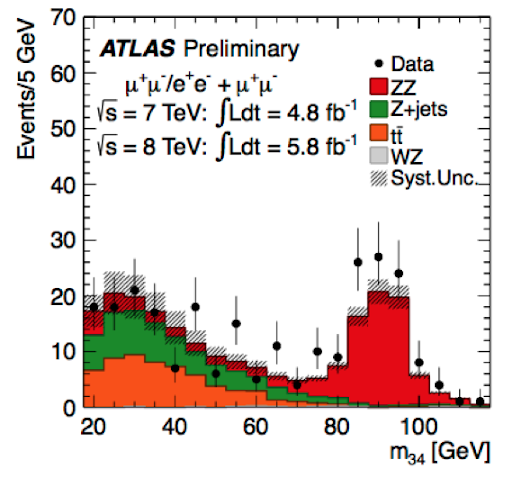 Events/5 GeV
70
60
50
40
30
20
10
0
ATLAS Preliminary
μ⁺μ⁻/e⁺e⁻ + μ⁺μ⁻
√s = 7 TeV: ∫Ldt = 4.8 fb⁻¹
√s = 8 TeV: ∫Ldt = 5.8 fb⁻¹
Data
ZZ
Z+jets
tt̄
WZ
Syst.Unc.
20 40 60 80 100
m₃₄ [GeV]